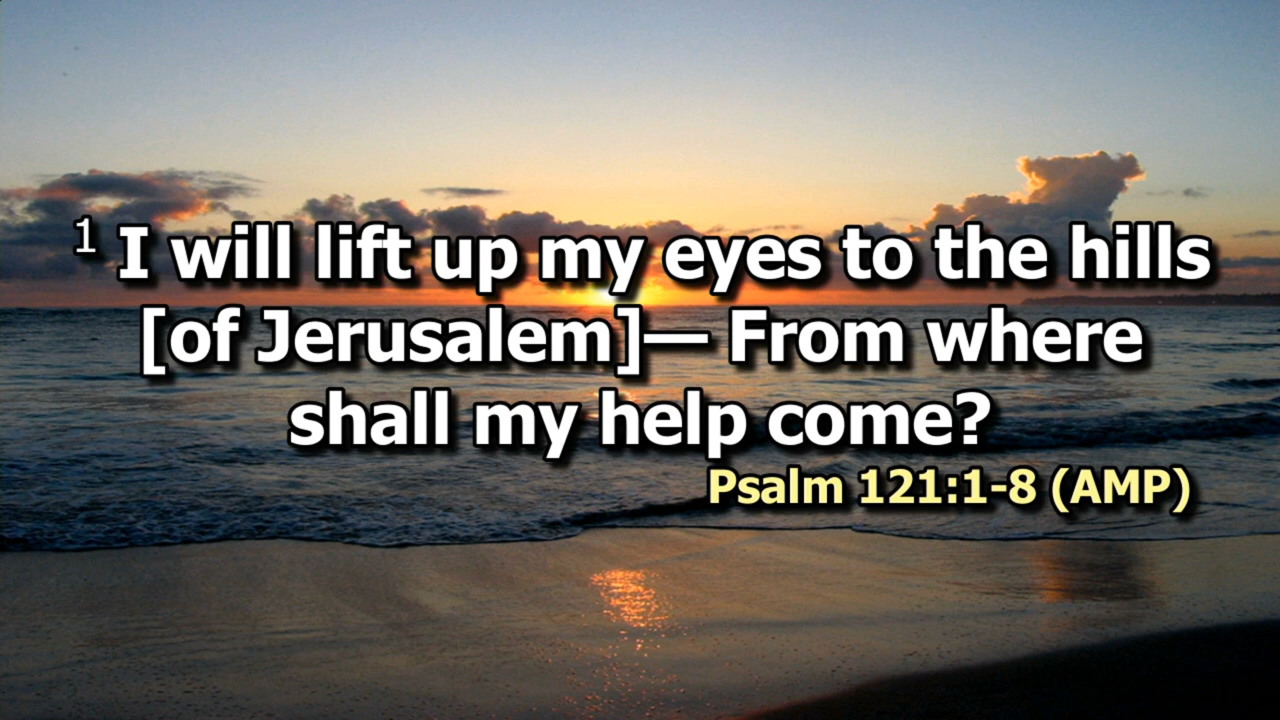 1 I will lift up my eyes to the hills
[of Jerusalem]— From where
shall my help come?
Psalm 121:1-8 (AMP)